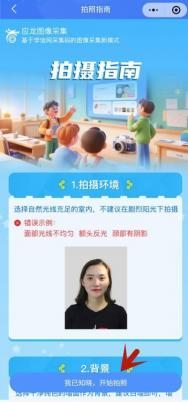 拍照指南
应龙图像采集
基于学信网采集码的图像采集新模式
拍摄指南
1.拍摄环境
选择自然光线充足的室内、不建议在剧烈阳光下拍摄
错误示例:
面部光线不均匀 额头反光 颈部有阴影
2.背景
我已知晓，开始拍照